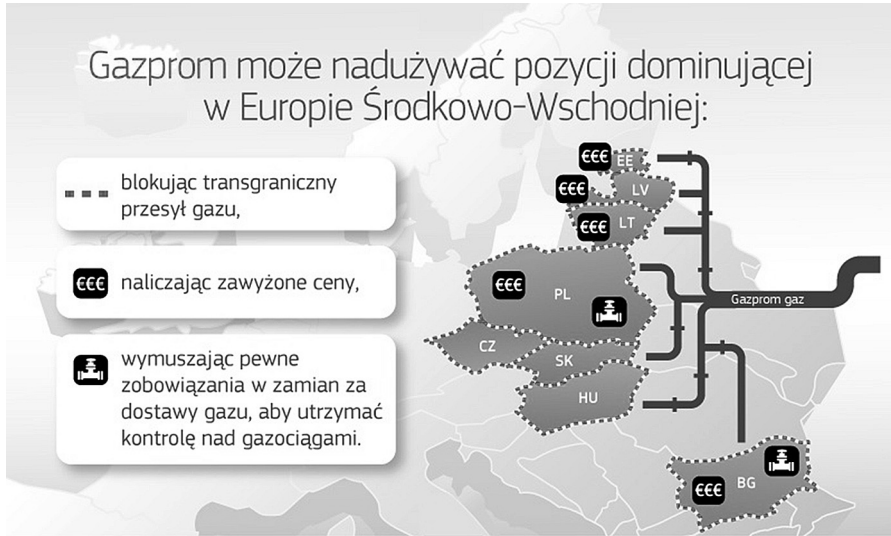 Gazprom może nadużywać pozycji dominującej
w Europie Środkowo-Wschodniej:
blokując transgraniczny
przesył gazu,
€€€ naliczając zawyżone ceny,
wymuszając pewne
zobowiązania w zamian za
dostawy gazu, aby utrzymać
kontrolę nad gazociągami.
€€€ EE
€€€ LV
€€€ LT
€€€ PL
Gazprom gaz
CZ
SK
HU
€€€ BG